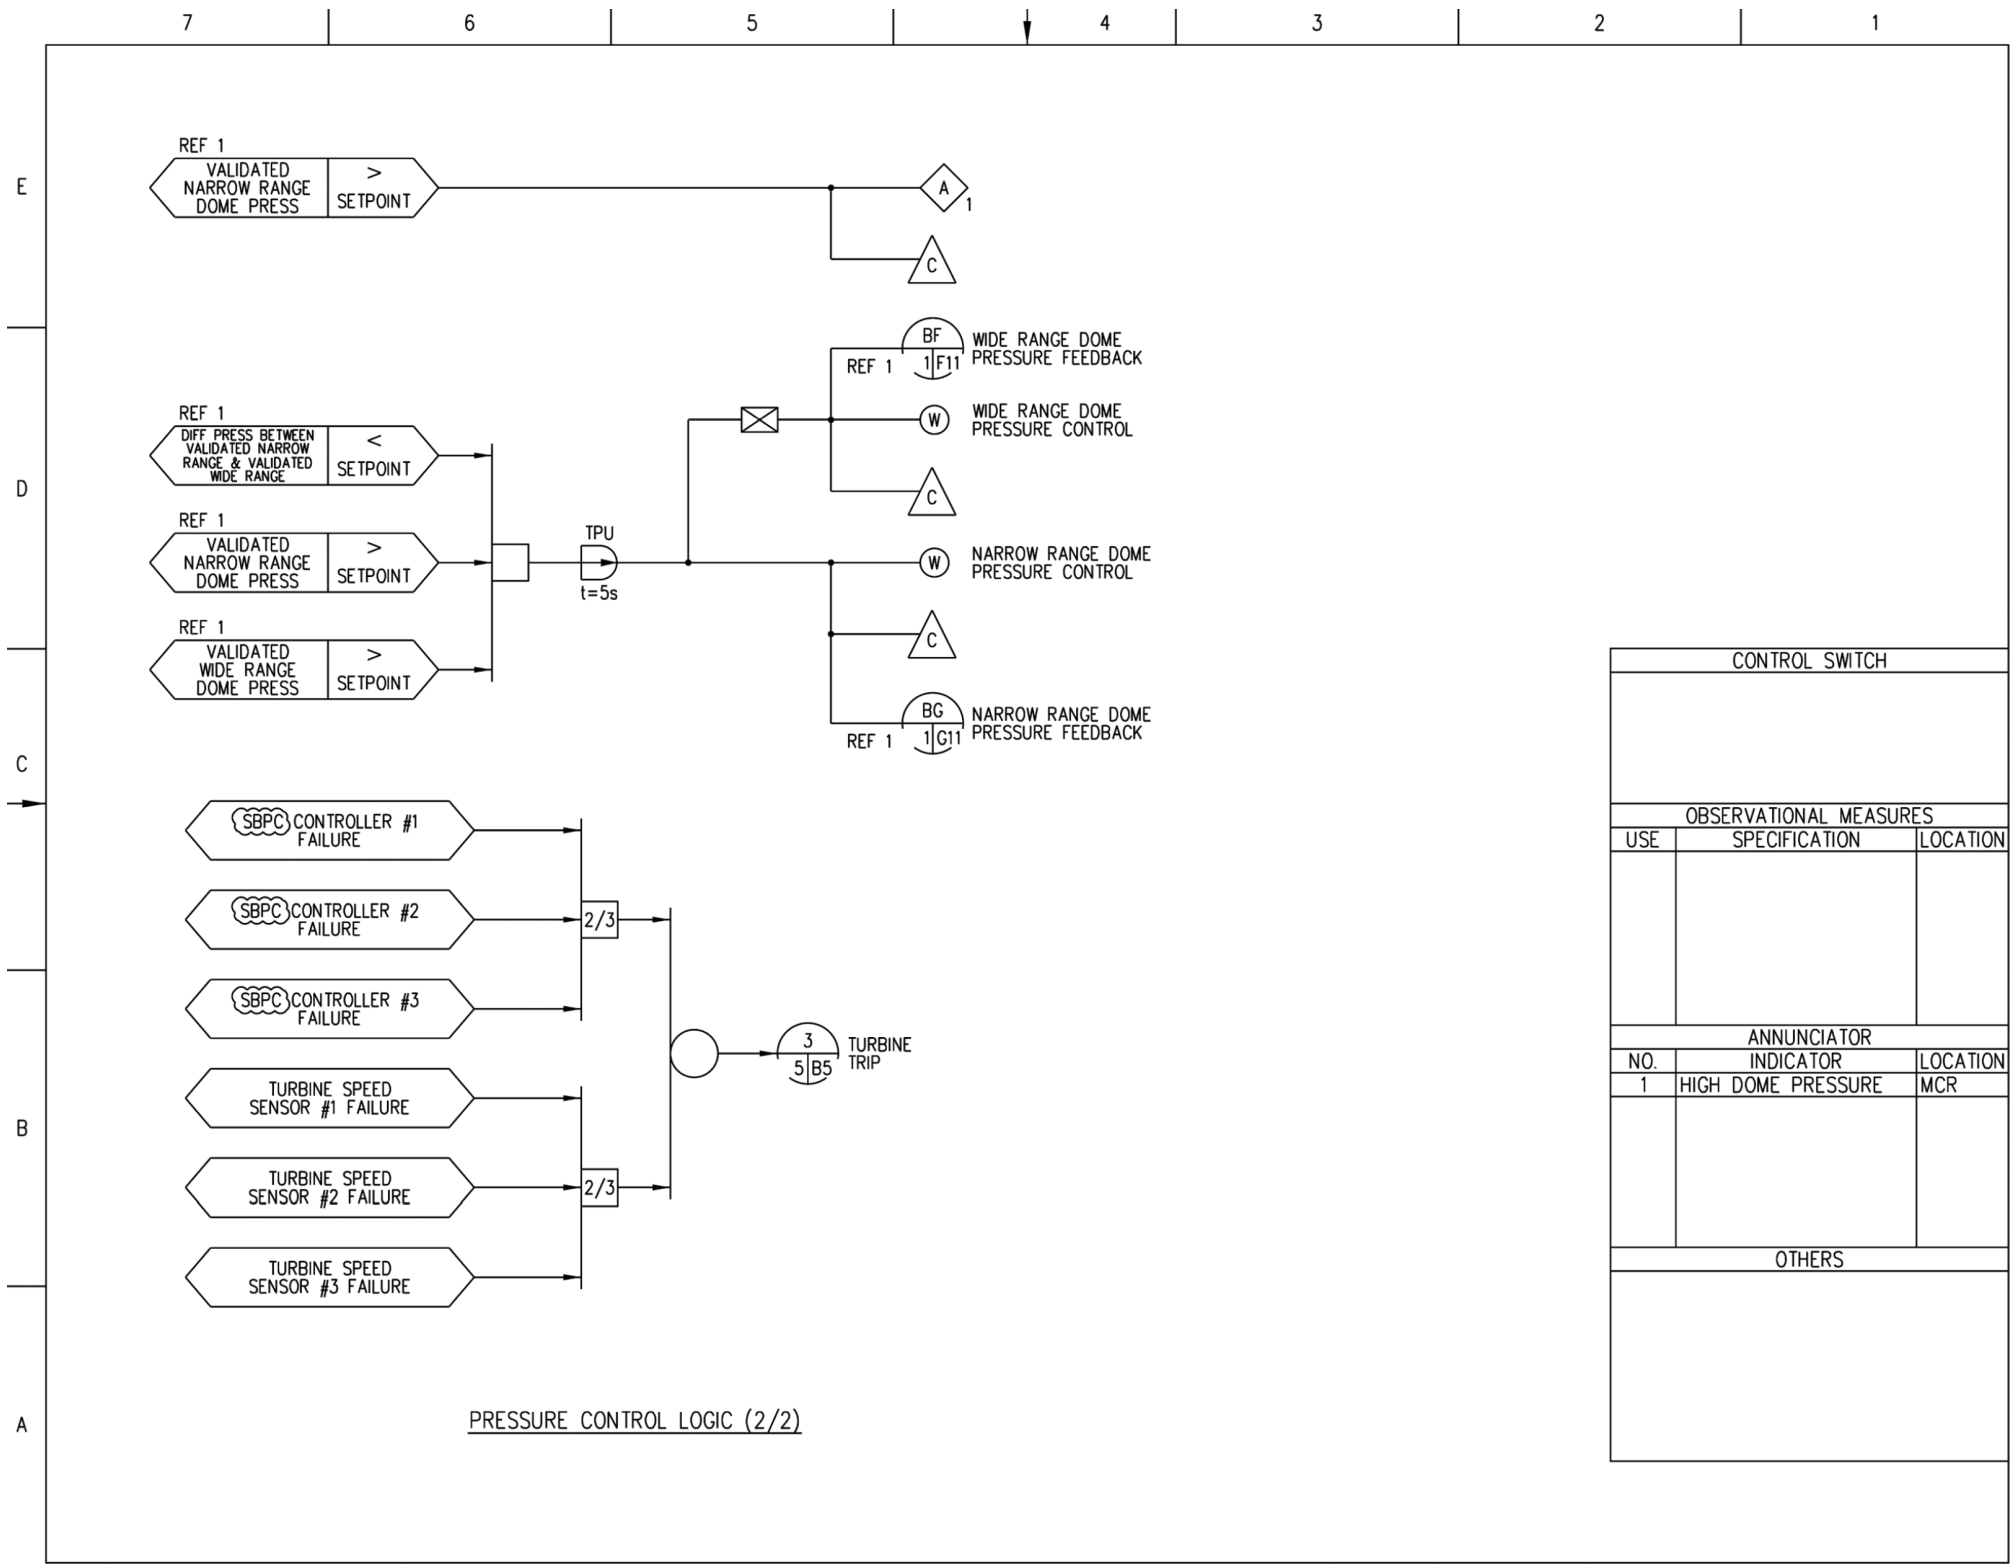 7 6 5 4 3 2 1
E
REF 1
VALIDATED
NARROW RANGE
DOME PRESS
>
SETPOINT
A
1
C
D
REF 1
DIFF PRESS BETWEEN
VALIDATED NARROW
RANGE & VALIDATED
WIDE RANGE
<
SETPOINT
REF 1
VALIDATED
NARROW RANGE
DOME PRESS
>
SETPOINT
REF 1
VALIDATED
WIDE RANGE
DOME PRESS
>
SETPOINT
TPU
t=5s
BF
1 F11
REF 1
WIDE RANGE DOME
PRESSURE FEEDBACK
W
WIDE RANGE DOME
PRESSURE CONTROL
C
W
NARROW RANGE DOME
PRESSURE CONTROL
C
BG
1 G11
REF 1
NARROW RANGE DOME
PRESSURE FEEDBACK
C
SBPC CONTROLLER #1
FAILURE
SBPC CONTROLLER #2
FAILURE
SBPC CONTROLLER #3
FAILURE
2/3
B
TURBINE SPEED
SENSOR #1 FAILURE
TURBINE SPEED
SENSOR #2 FAILURE
TURBINE SPEED
SENSOR #3 FAILURE
2/3
3
5 B5
TURBINE
TRIP
A
PRESSURE CONTROL LOGIC (2/2)
CONTROL SWITCH
OBSERVATIONAL MEASURES
USE SPECIFICATION LOCATION
ANNUNCIATOR
NO. INDICATOR LOCATION
1 HIGH DOME PRESSURE MCR
OTHERS